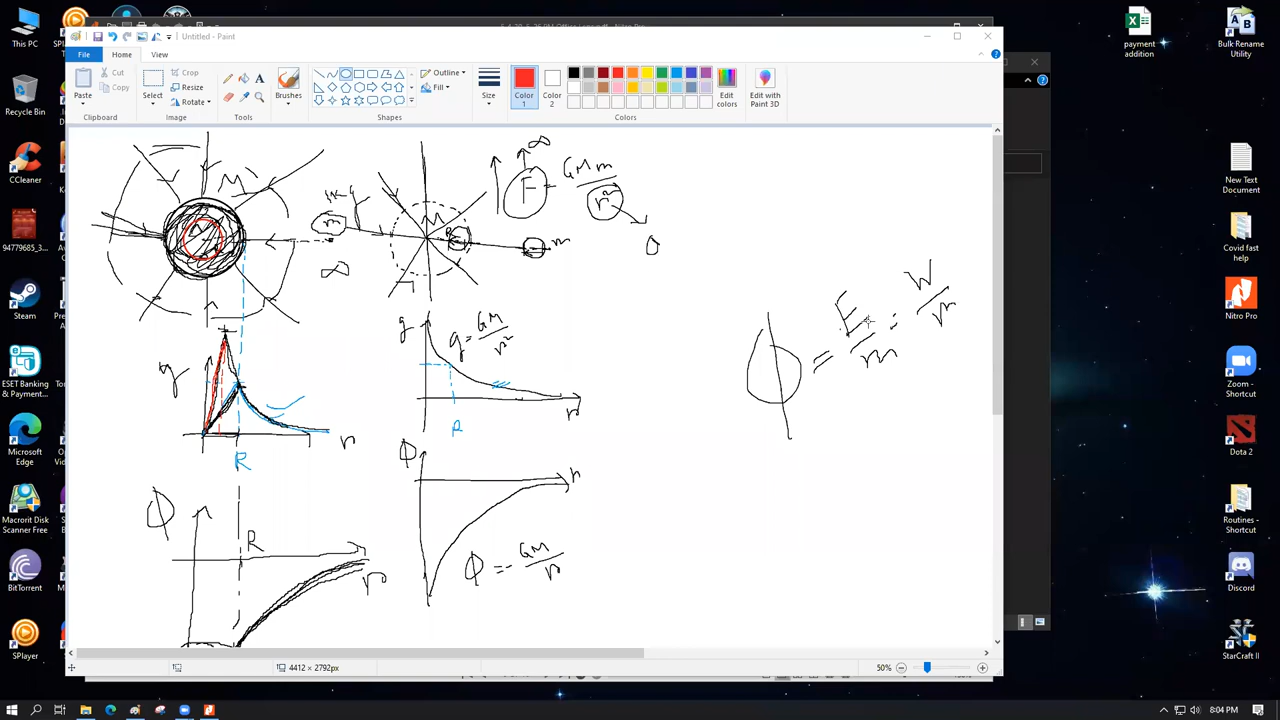 This PC
Untitled - Paint
File
Home
View
Paste
Cut
Copy
Clipboard
Select
Crop
Resize
Rotate
Image
Tools
Brushes
Shapes
Outline
Fill
Size
Color 1
Color 2
Edit colors
Colors
Edit with Paint 3D
Recycle Bin
CCleaner
94779685_3...
Steam
ESET Banking & Payment...
Microsoft Edge
Macrorit Disk Scanner Free
BitTorrent
SPlayer
payment addition
Bulk Rename Utility
New Text Document
Covid fast help
Nitro Pro
Zoom - Shortcut
Dota 2
Routines - Shortcut
Discord
StarCraft II
M
∞
m
M
R
m
∞
F = GMm / r²
0
g
r
R
g
g = GM / r²
r
R
ϕ
R
r
ϕ
r
ϕ = - GM / r
ϕ = E / m = W / r
4412 × 2792px
50%
8:04 PM